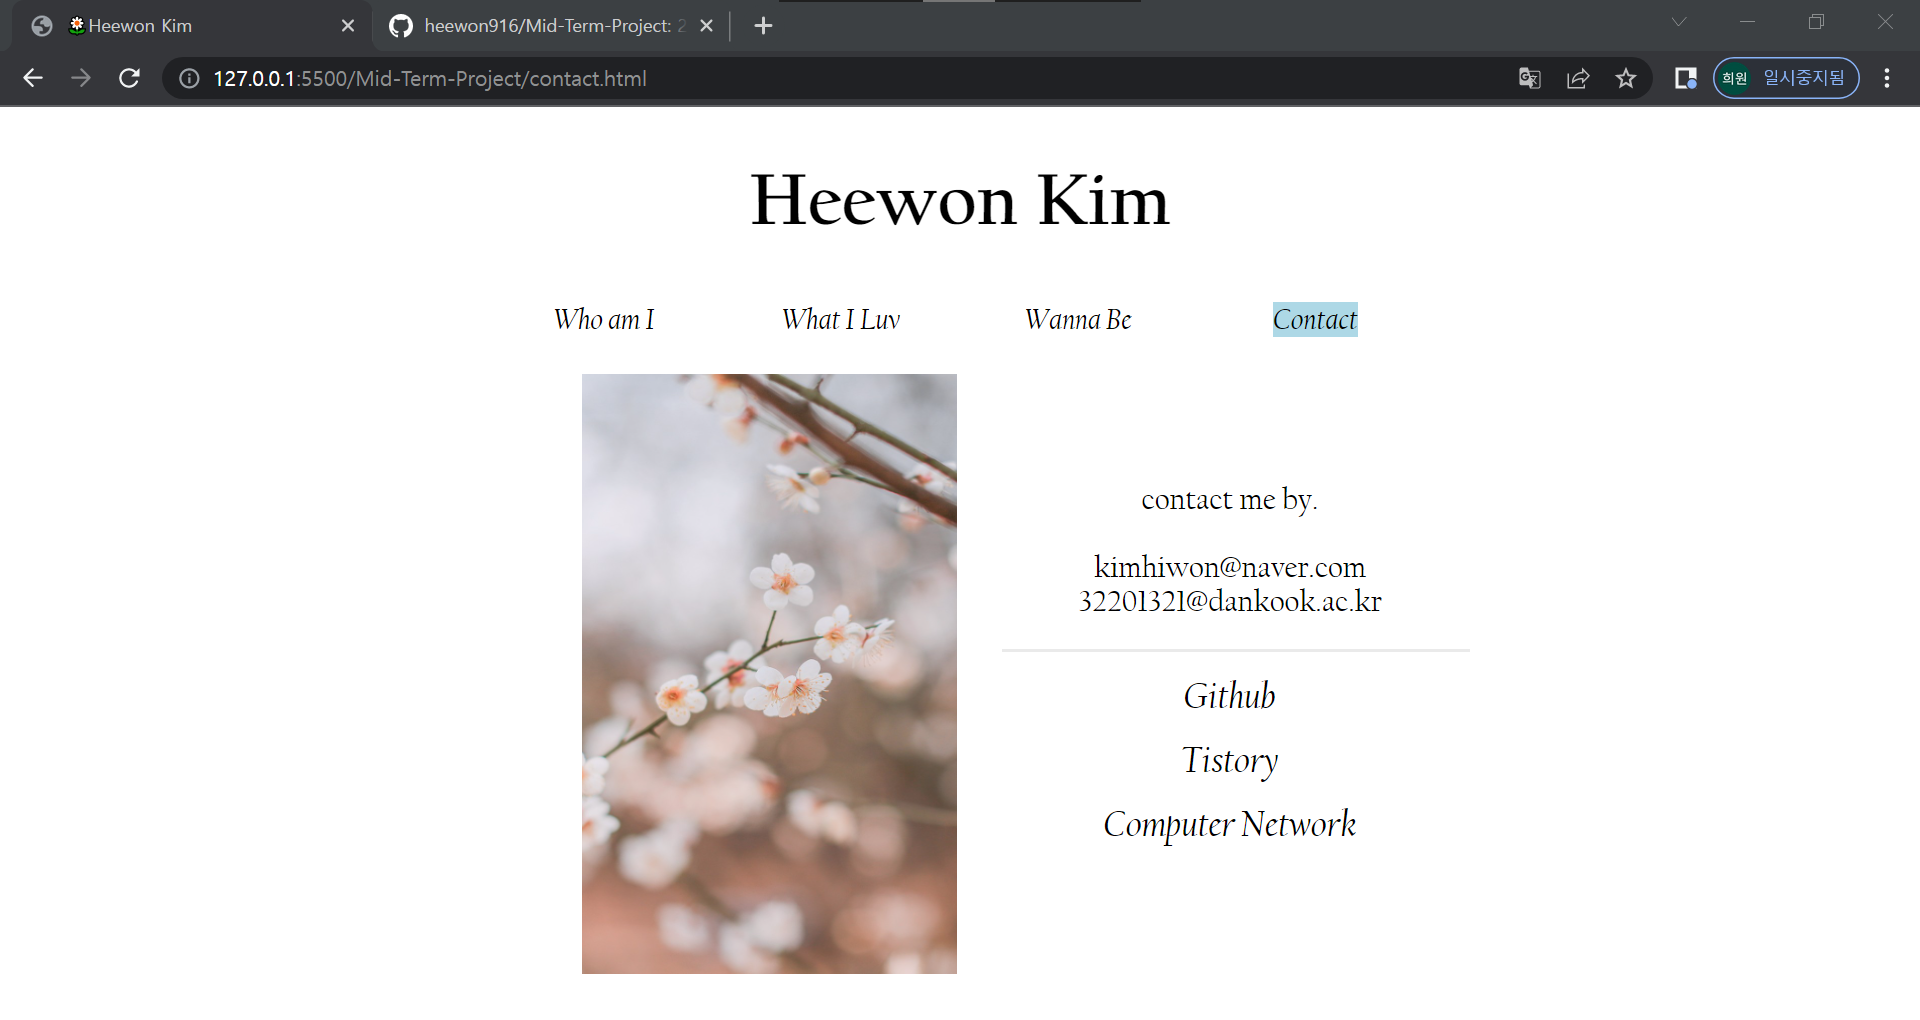 Heewon Kim
heewon916/Mid-Term-Project: 2
127.0.0.1:5500/Mid-Term-Project/contact.html
희원 일시중지됨
Heewon Kim
Who am I What I Luv Wanna Be Contact
contact me by.
kimhiwon@naver.com
32201321@dankook.ac.kr
Github
Tistory
Computer Network